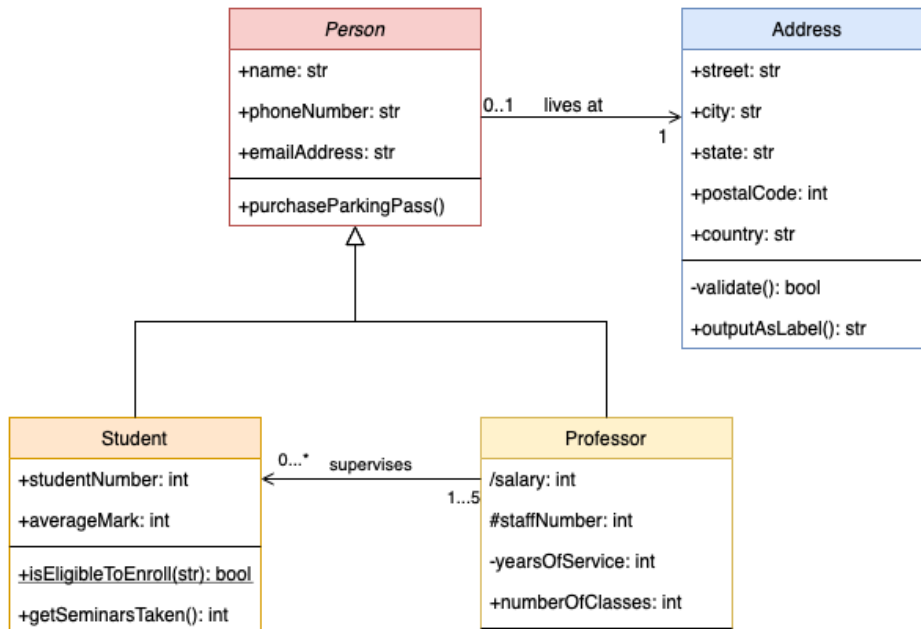 Person
+name: str
+phoneNumber: str
+emailAddress: str
+purchaseParkingPass()
0..1 lives at
1
Address
+street: str
+city: str
+state: str
+postalCode: int
+country: str
-validate(): bool
+outputAsLabel(): str
Student
+studentNumber: int
+averageMark: int
+isEligibleToEnroll(str): bool
+getSeminarsTaken(): int
0...* supervises
1...5
Professor
/salary: int
#staffNumber: int
-yearsOfService: int
+numberOfClasses: int